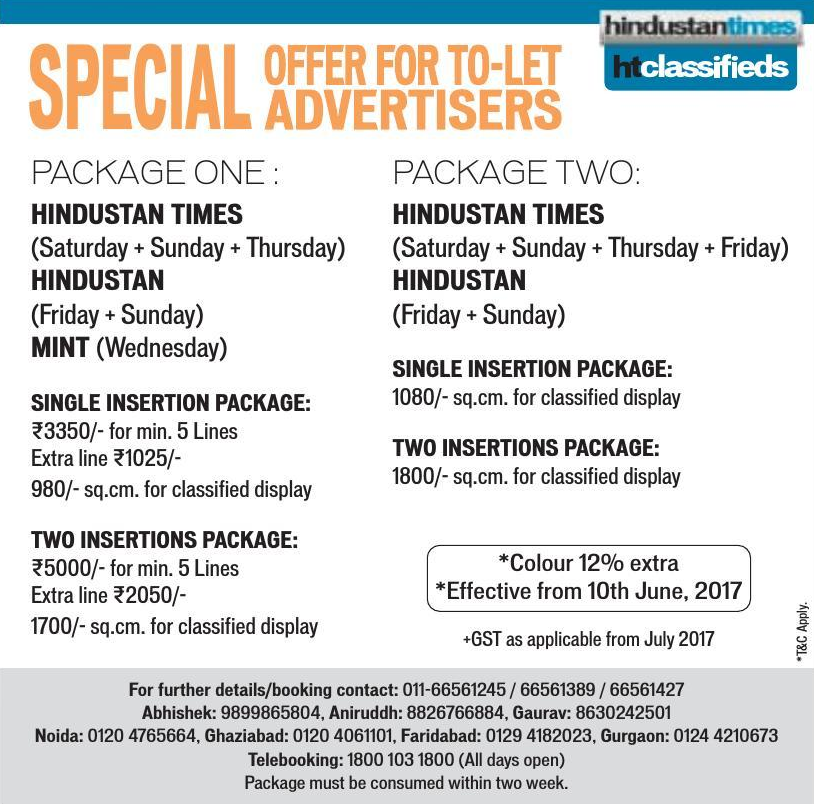 hindustantimes
htclassifieds
SPECIAL OFFER FOR TO-LET
ADVERTISERS
PACKAGE ONE :
HINDUSTAN TIMES
(Saturday + Sunday + Thursday)
HINDUSTAN
(Friday + Sunday)
MINT (Wednesday)
SINGLE INSERTION PACKAGE:
₹3350/- for min. 5 Lines
Extra line ₹1025/-
980/- sq.cm. for classified display
TWO INSERTIONS PACKAGE:
₹5000/- for min. 5 Lines
Extra line ₹2050/-
1700/- sq.cm. for classified display
PACKAGE TWO:
HINDUSTAN TIMES
(Saturday + Sunday + Thursday + Friday)
HINDUSTAN
(Friday + Sunday)
SINGLE INSERTION PACKAGE:
1080/- sq.cm. for classified display
TWO INSERTIONS PACKAGE:
1800/- sq.cm. for classified display
*Colour 12% extra
*Effective from 10th June, 2017
+GST as applicable from July 2017
*T&C Apply.
For further details/booking contact: 011-66561245 / 66561389 / 66561427
Abhishek: 9899865804, Aniruddh: 8826766884, Gaurav: 8630242501
Noida: 0120 4765664, Ghaziabad: 0120 4061101, Faridabad: 0129 4182023, Gurgaon: 0124 4210673
Telebooking: 1800 103 1800 (All days open)
Package must be consumed within two week.